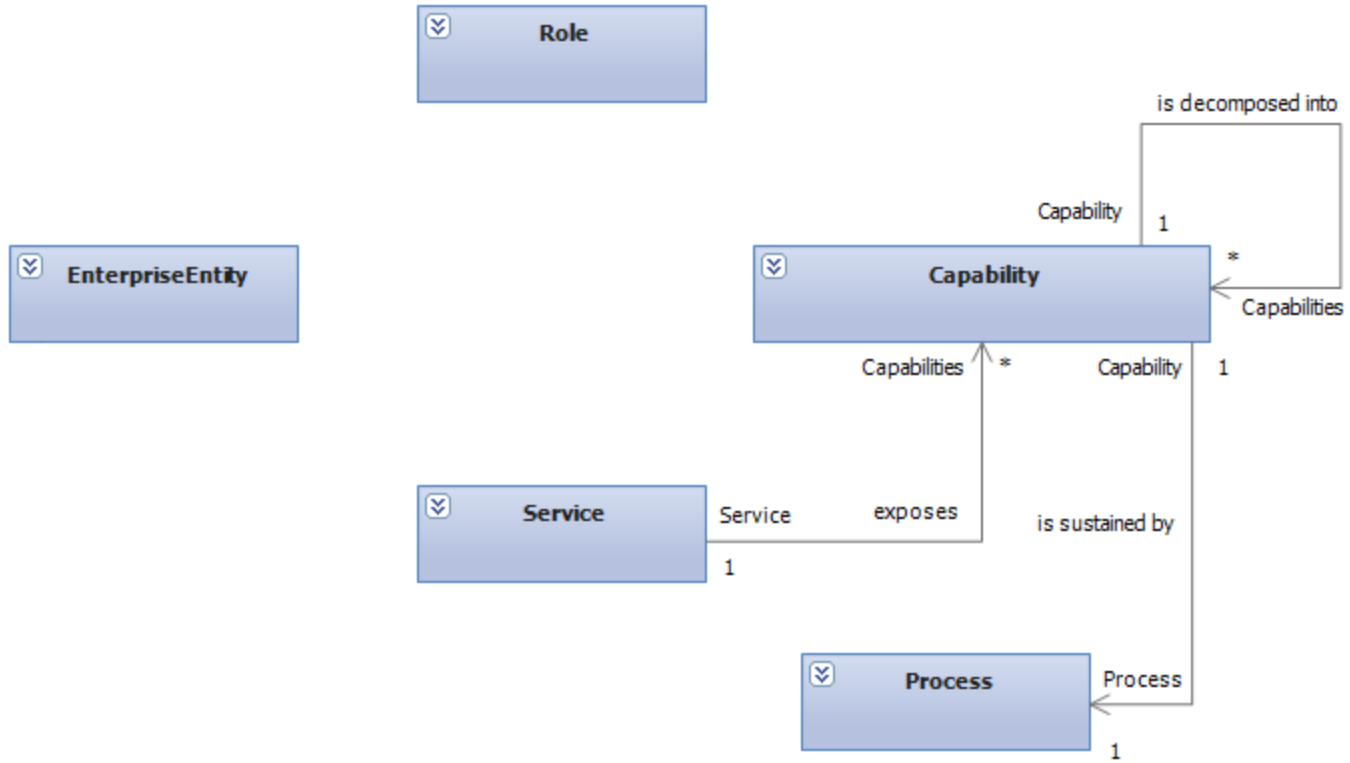 Role
is decomposed into
Capability
1
EnterpriseEntity
Capability
*
Capabilities
Capabilities
*
Capability
1
Service
Service
exposes
is sustained by
1
Process
Process
1